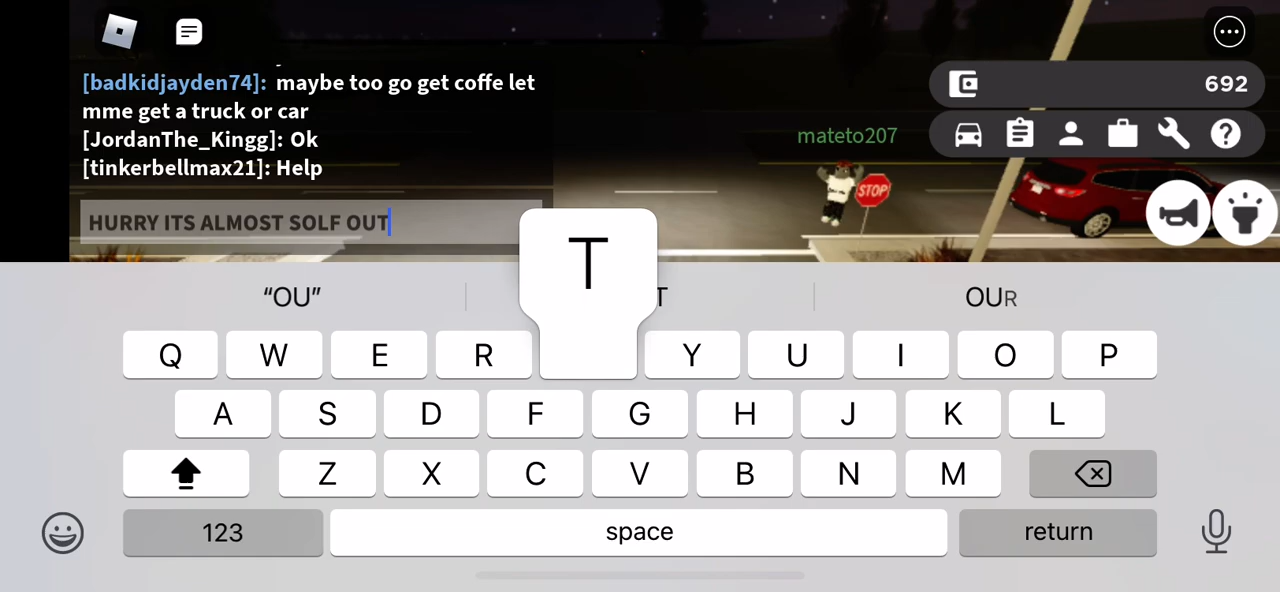 [badkidjayden74]: maybe too go get coffe let
mme get a truck or car
[JordanThe_Kingg]: Ok
[tinkerbellmax21]: Help
HURRY ITS ALMOST SOLF OUT
692
mateto207
STOP
T
“OU” T OUR
Q W E R Y U I O P
A S D F G H J K L
Z X C V B N M
123 space return